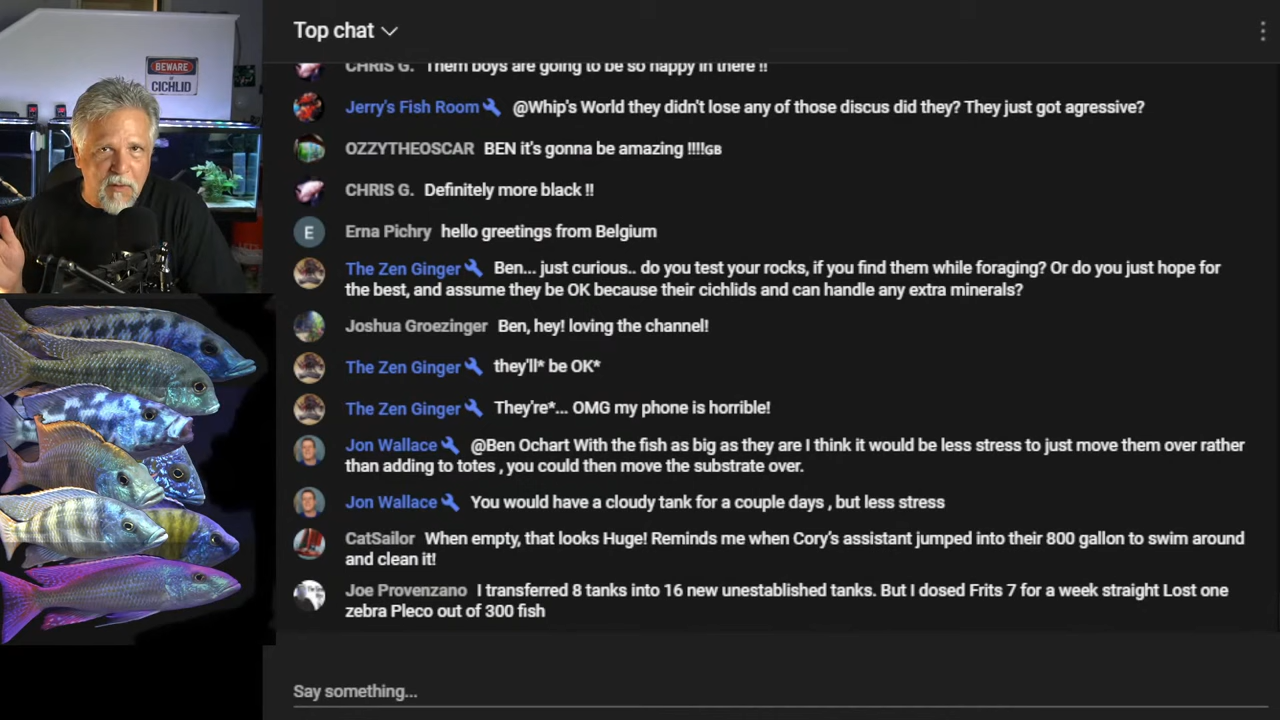 BEWARE
OF
CICHLID
Top chat
CHRIS G. Them boys are going to be so happy in there !!
Jerry's Fish Room @Whip's World they didn't lose any of those discus did they? They just got agressive?
OZZYTHEOSCAR BEN it's gonna be amazing !!!!GB
CHRIS G. Definitely more black !!
E
Erna Pichry hello greetings from Belgium
The Zen Ginger Ben... just curious.. do you test your rocks, if you find them while foraging? Or do you just hope for
the best, and assume they be OK because their cichlids and can handle any extra minerals?
Joshua Groezinger Ben, hey! loving the channel!
The Zen Ginger they'll* be OK*
The Zen Ginger They're*... OMG my phone is horrible!
Jon Wallace @Ben Ochart With the fish as big as they are I think it would be less stress to just move them over rather
than adding to totes , you could then move the substrate over.
Jon Wallace You would have a cloudy tank for a couple days , but less stress
CatSailor When empty, that looks Huge! Reminds me when Cory's assistant jumped into their 800 gallon to swim around
and clean it!
Joe Provenzano I transferred 8 tanks into 16 new unestablished tanks. But I dosed Frits 7 for a week straight Lost one
zebra Pleco out of 300 fish
Say something...